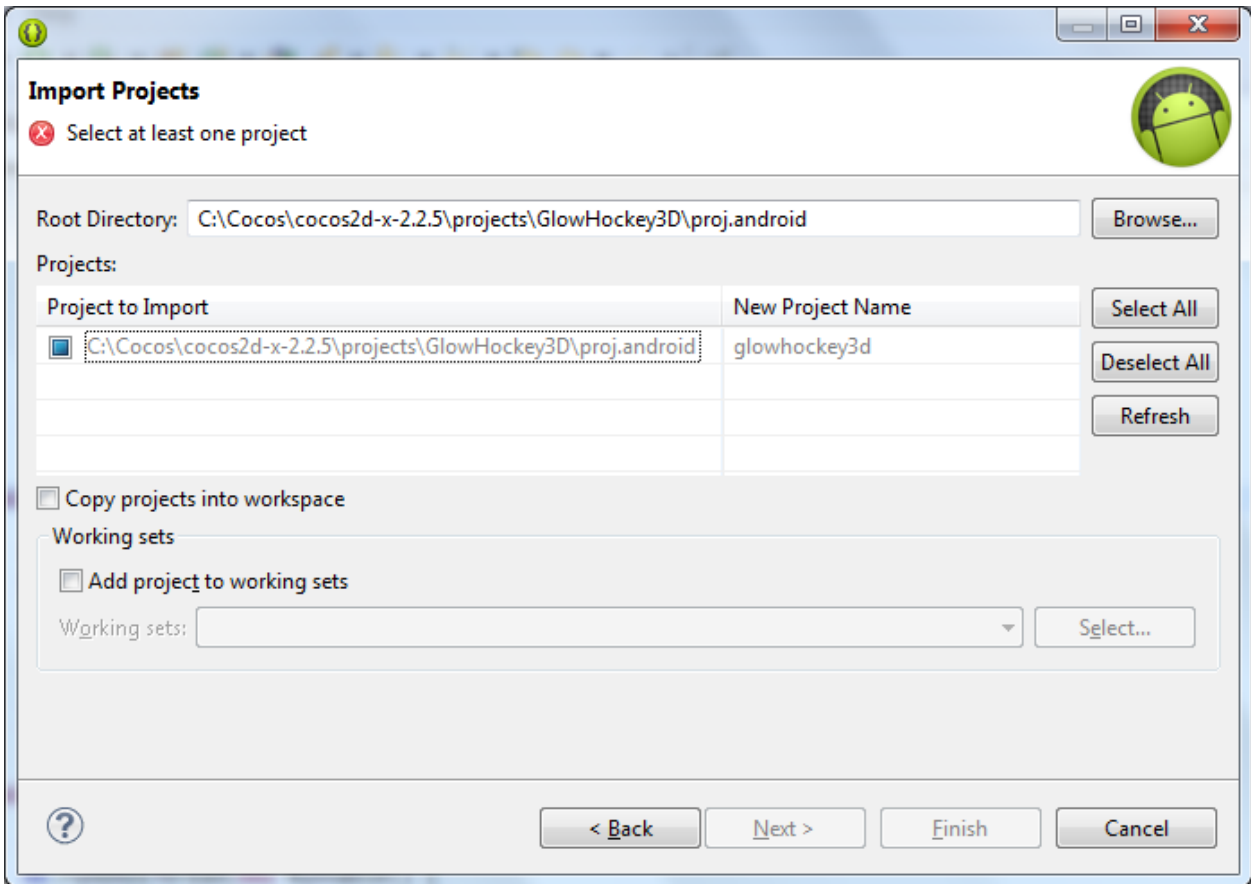 Import Projects
Select at least one project
Root Directory: C:\Cocos\cocos2d-x-2.2.5\projects\GlowHockey3D\proj.android Browse...
Projects:
Project to Import New Project Name Select All
C:\Cocos\cocos2d-x-2.2.5\projects\GlowHockey3D\proj.android glowhockey3d
Deselect All
Refresh
Copy projects into workspace
Working sets
Add project to working sets
Working sets: Select...
? < Back Next > Finish Cancel